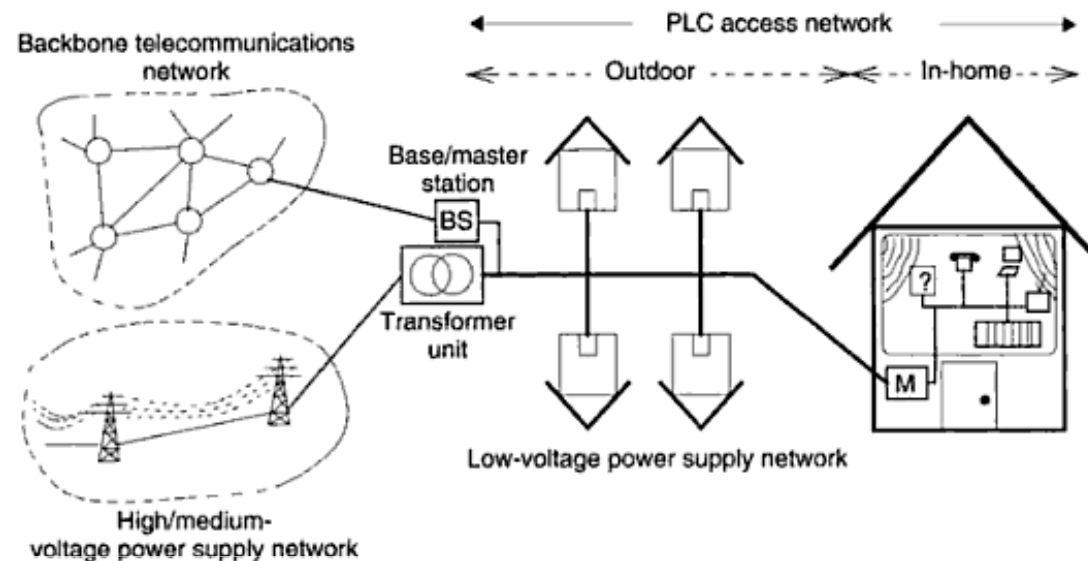 PLC access network
Backbone telecommunications
network
Outdoor
In-home
Base/master
station
BS
Transformer
unit
?
M
Low-voltage power supply network
High/medium-
voltage power supply network